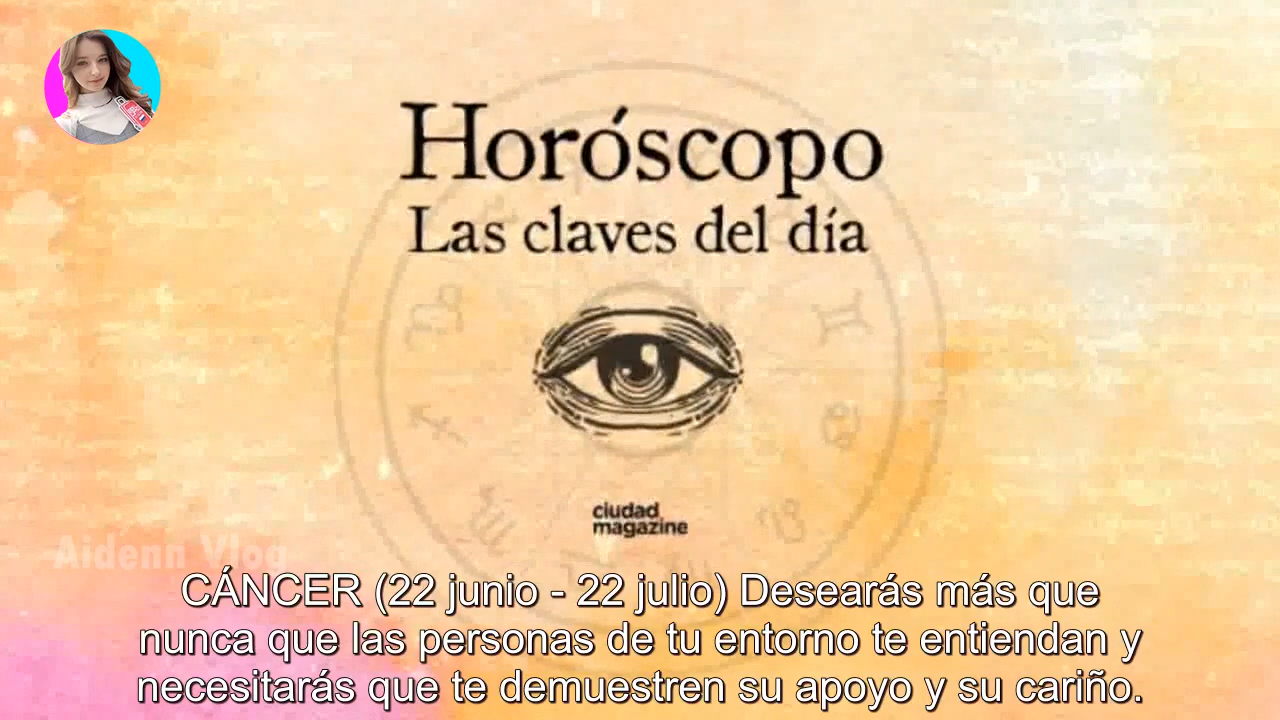 Horóscopo
Las claves del día
ciudad
magazine
Aidenn Vlog
CÁNCER (22 junio - 22 julio) Desearás más que
nunca que las personas de tu entorno te entiendan y
necesitarás que te demuestren su apoyo y su cariño.